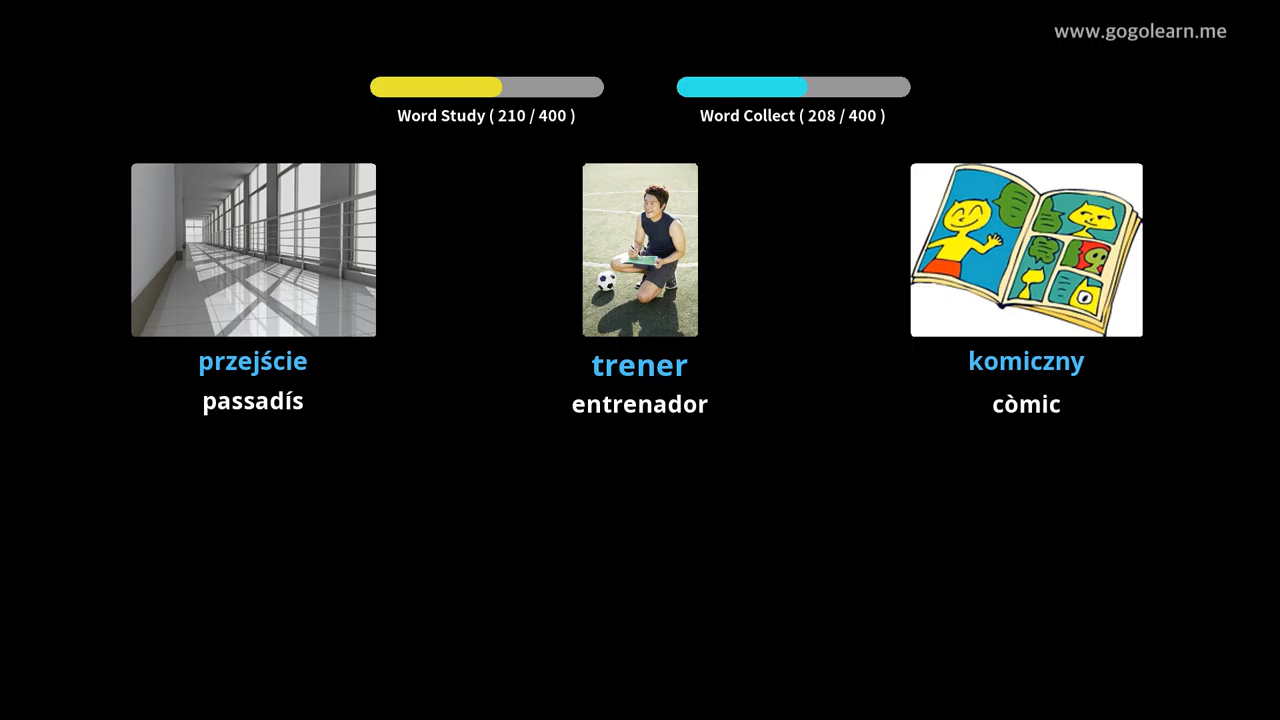 www.gogolearn.me
Word Study ( 210 / 400 )
Word Collect ( 208 / 400 )
przejście
trener
komiczny
passadís
entrenador
còmic